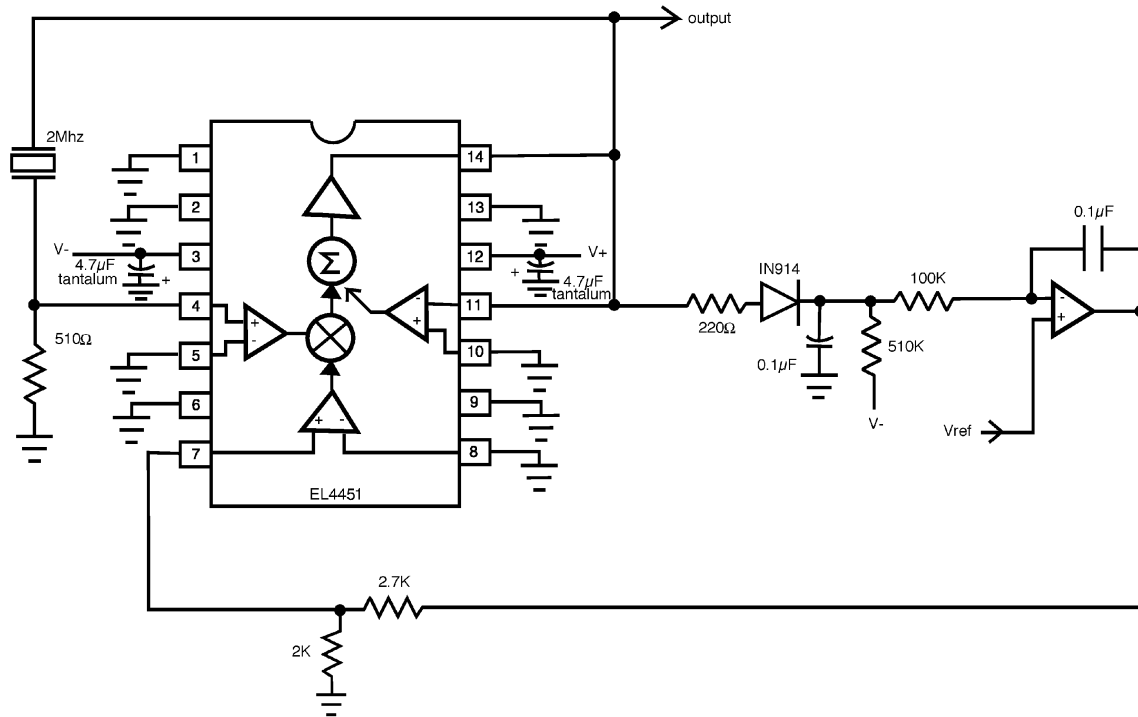 output
2Mhz
1
14
2
13
0.1µF
V-
3
12
V+
4.7µF
tantalum
+
+
4.7µF
tantalum
Σ
IN914
100K
4
11
-
+
+
-
-
+
220Ω
510Ω
5
10
0.1µF
510K
6
9
V-
+
-
Vref
7
8
EL4451
2.7K
2K